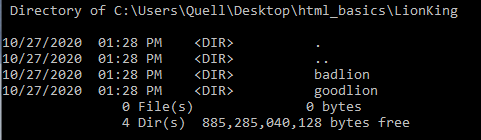 Directory of C:\Users\Quell\Desktop\html_basics\LionKing
10/27/2020  01:28 PM    <DIR>          .
10/27/2020  01:28 PM    <DIR>          ..
10/27/2020  01:28 PM    <DIR>          badlion
10/27/2020  01:28 PM    <DIR>          goodlion
0 File(s)              0 bytes
4 Dir(s)  885,285,040,128 bytes free